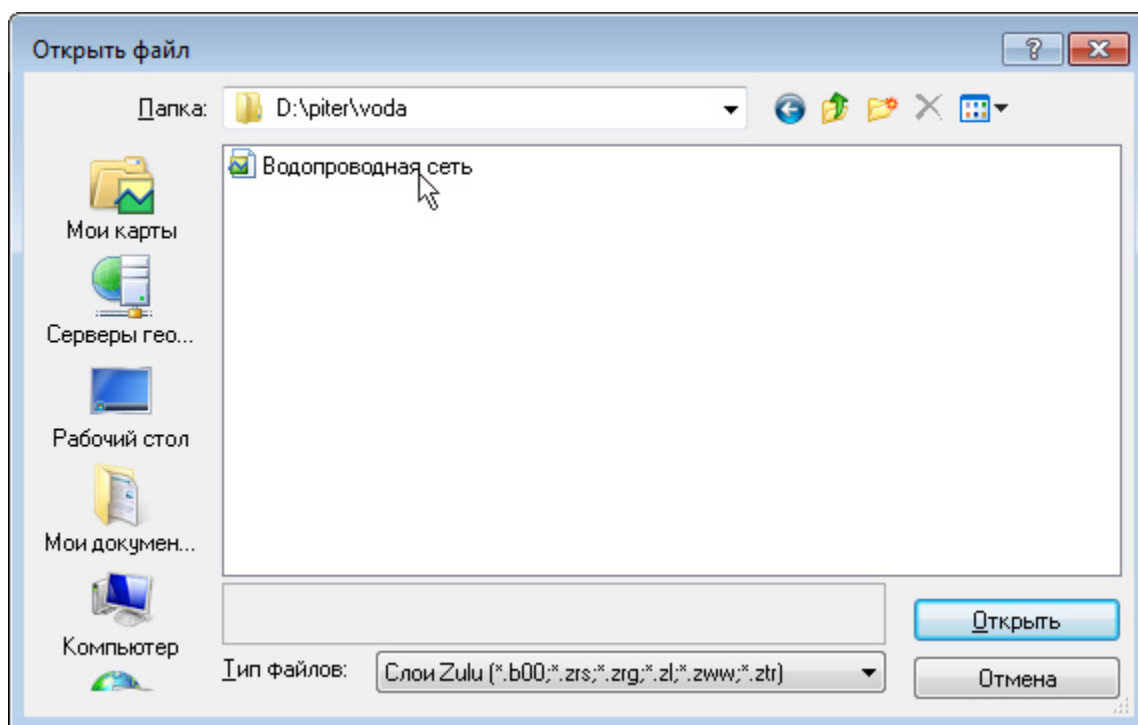 Открыть файл
Папка: D:\piter\voda
Водопроводная сеть
Мои карты
Серверы гео...
Рабочий стол
Мои докумен...
Компьютер
Открыть
Тип файлов: Слои Zulu (*.b00;*.zrs;*.zrg;*.zl;*.zww;*.ztr)
Отмена